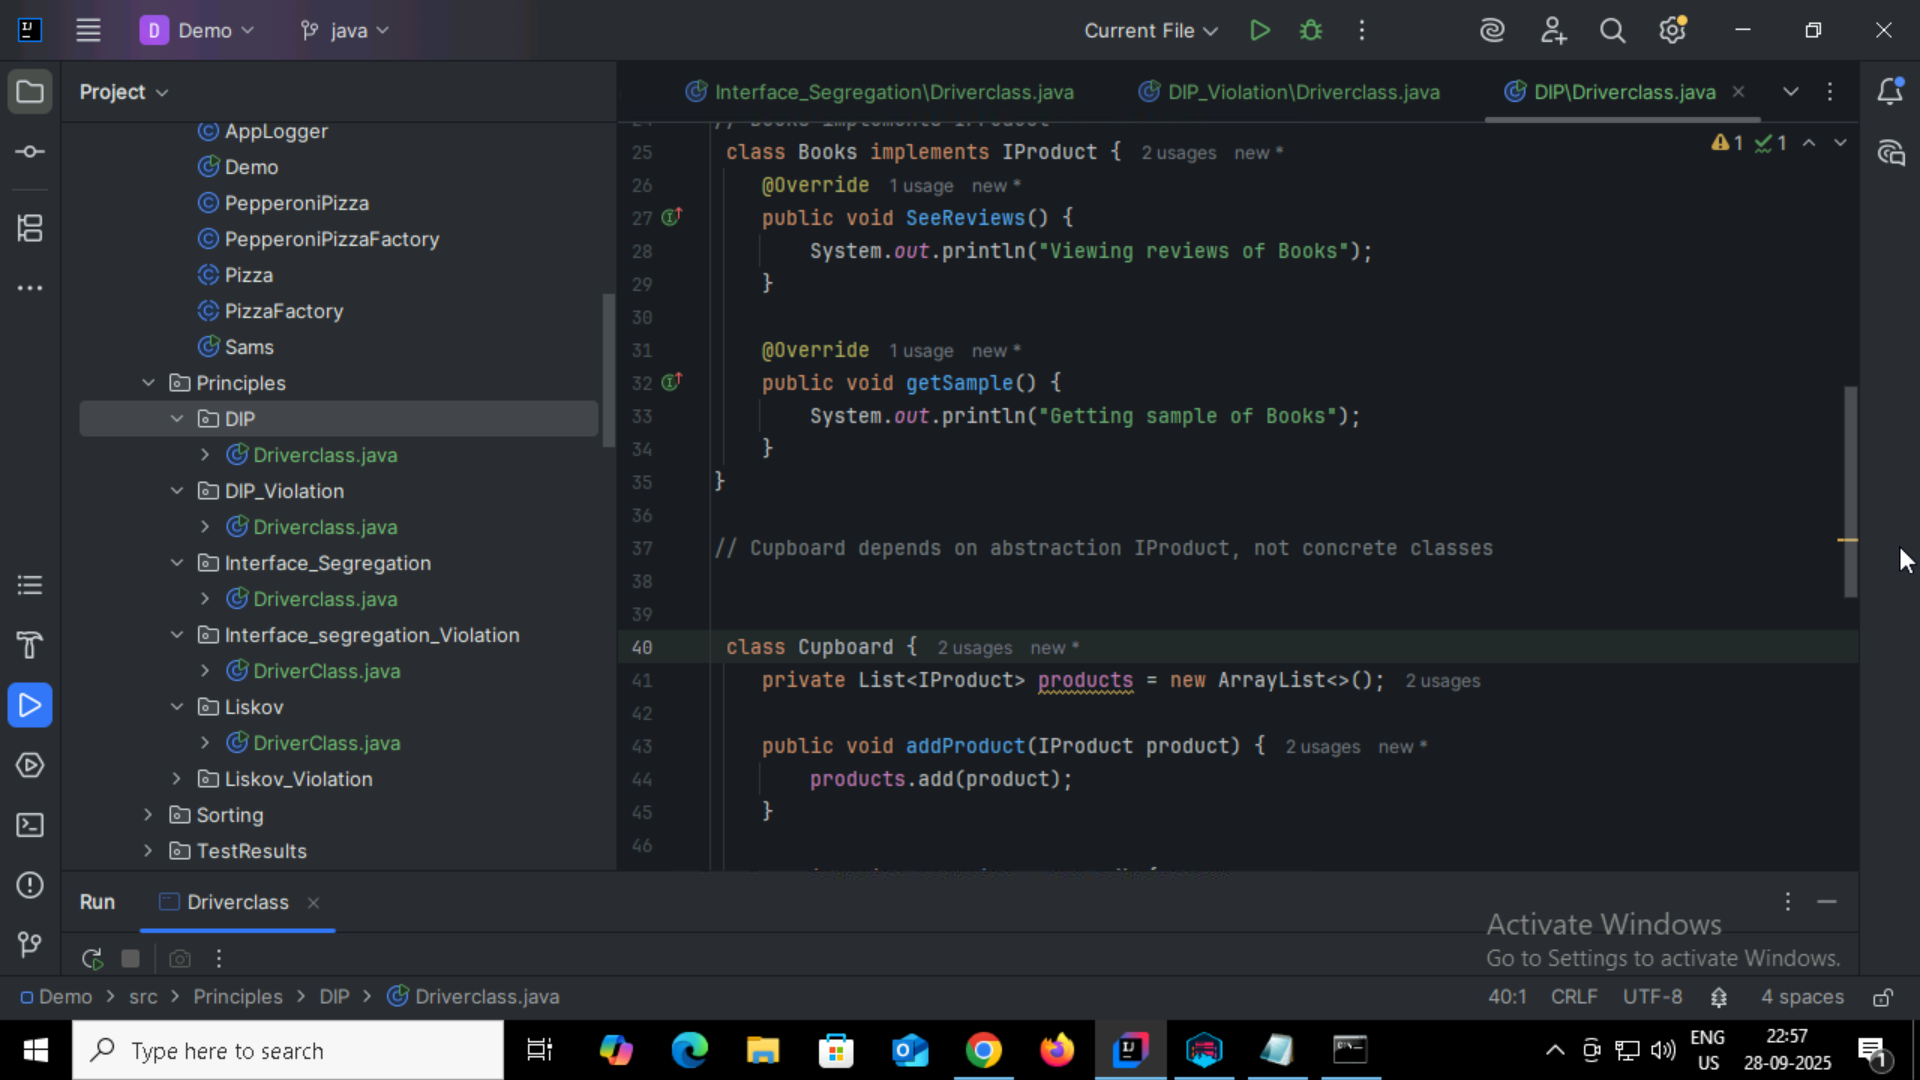 Demo
java
Current File
Project
Interface_Segregation\Driverclass.java
DIP_Violation\Driverclass.java
DIP\Driverclass.java
AppLogger
Demo
PepperoniPizza
PepperoniPizzaFactory
Pizza
PizzaFactory
Sams
Principles
DIP
Driverclass.java
DIP_Violation
Driverclass.java
Interface_Segregation
Driverclass.java
Interface_segregation_Violation
DriverClass.java
Liskov
DriverClass.java
Liskov_Violation
Sorting
TestResults
1 1
25 class Books implements IProduct { 2 usages new *
26 @Override 1 usage new *
27 public void SeeReviews() {
28 System.out.println("Viewing reviews of Books");
29 }
30
31 @Override 1 usage new *
32 public void getSample() {
33 System.out.println("Getting sample of Books");
34 }
35 }
36
37 // Cupboard depends on abstraction IProduct, not concrete classes
38
39
40 class Cupboard { 2 usages new *
41 private List<IProduct> products = new ArrayList<>(); 2 usages
42
43 public void addProduct(IProduct product) { 2 usages new *
44 products.add(product);
45 }
46
Run
Driverclass
Activate Windows
Go to Settings to activate Windows.
Demo > src > Principles > DIP > Driverclass.java
40:1 CRLF UTF-8 4 spaces
Type here to search
ENG
US
22:57
28-09-2025
1